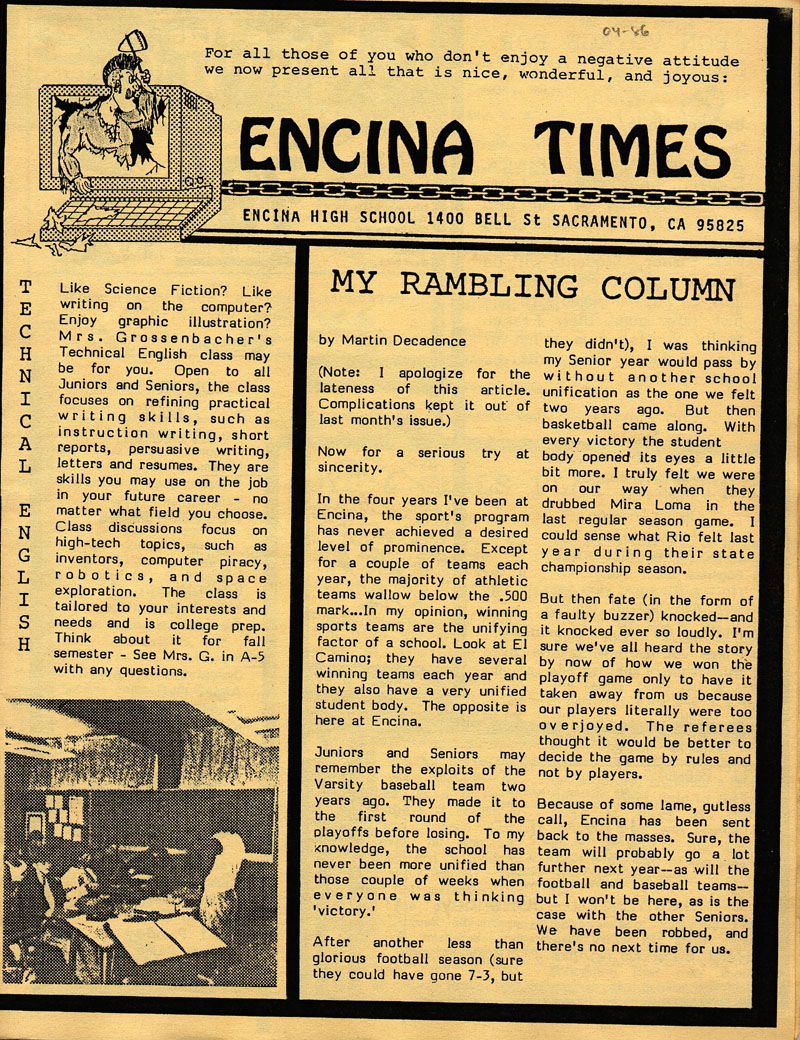 04-'86
For all those of you who don't enjoy a negative attitude
we now present all that is nice, wonderful, and joyous:
ENCINA TIMES
ENCINA HIGH SCHOOL 1400 BELL St SACRAMENTO, CA 95825
TECHNICAL ENGLISH
Like Science Fiction? Like
writing on the computer?
Enjoy graphic illustration?
Mrs. Grossenbacher's
Technical English class may
be for you. Open to all
Juniors and Seniors, the class
focuses on refining practical
writing skills, such as
instruction writing, short
reports, persuasive writing,
letters and resumes. They are
skills you may use on the job
in your future career - no
matter what field you choose.
Class discussions focus on
high-tech topics, such as
inventors, computer piracy,
robotics, and space
exploration. The class is
tailored to your interests and
needs and is college prep.
Think about it for fall
semester - See Mrs. G. in A-5
with any questions.
MY RAMBLING COLUMN
by Martin Decadence
(Note: I apologize for the
lateness of this article.
Complications kept it out of
last month's issue.)
Now for a serious try at
sincerity.
In the four years I've been at
Encina, the sport's program
has never achieved a desired
level of prominence. Except
for a couple of teams each
year, the majority of athletic
teams wallow below the .500
mark...In my opinion, winning
sports teams are the unifying
factor of a school. Look at El
Camino; they have several
winning teams each year and
they also have a very unified
student body. The opposite is
here at Encina.
Juniors and Seniors may
remember the exploits of the
Varsity baseball team two
years ago. They made it to
the first round of the
playoffs before losing. To my
knowledge, the school has
never been more unified than
those couple of weeks when
everyone was thinking
'victory.'
After another less than
glorious football season (sure
they could have gone 7-3, but
they didn't), I was thinking
my Senior year would pass by
without another school
unification as the one we felt
two years ago. But then
basketball came along. With
every victory the student
body opened its eyes a little
bit more. I truly felt we were
on our way when they
drubbed Mira Loma in the
last regular season game. I
could sense what Rio felt last
year during their state
championship season.
But then fate (in the form of
a faulty buzzer) knocked--and
it knocked ever so loudly. I'm
sure we've all heard the story
by now of how we won the
playoff game only to have it
taken away from us because
our players literally were too
overjoyed. The referees
thought it would be better to
decide the game by rules and
not by players.
Because of some lame, gutless
call, Encina has been sent
back to the masses. Sure, the
team will probably go a lot
further next year--as will the
football and baseball teams--
but I won't be here, as is the
case with the other Seniors.
We have been robbed, and
there's no next time for us.